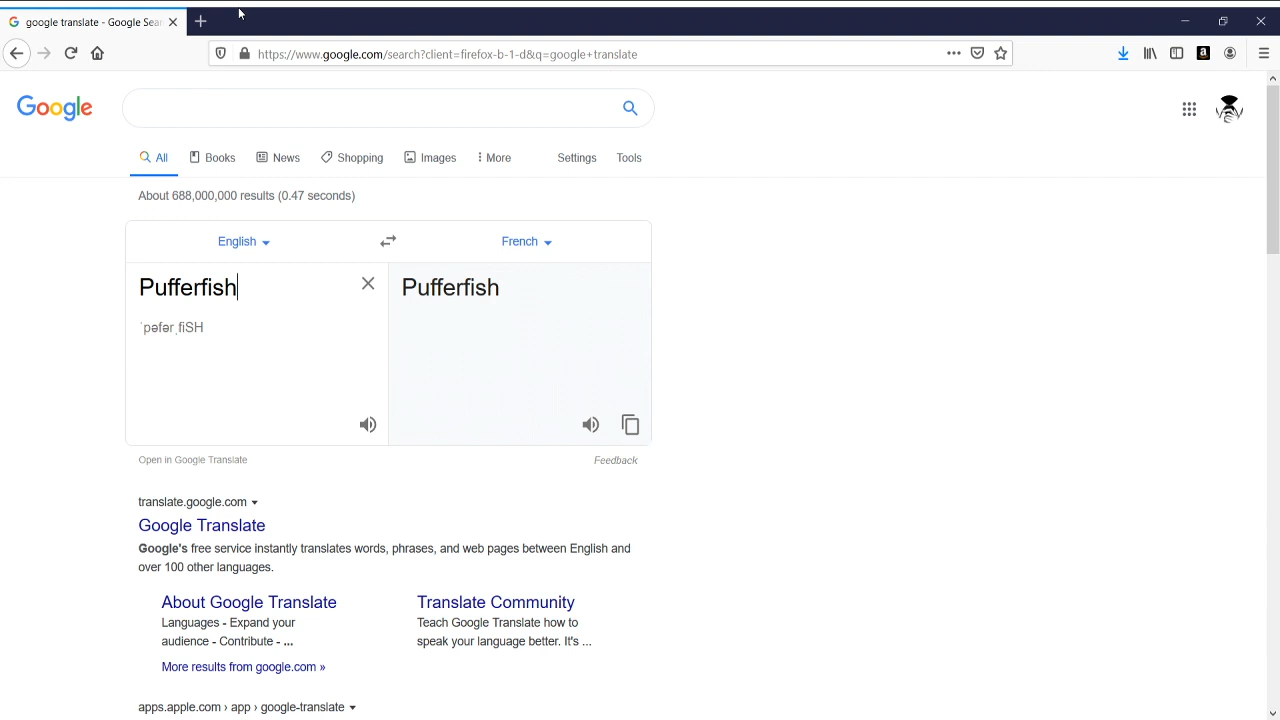 google translate - Google Sear
https://www.google.com/search?client=firefox-b-1-d&q=google+translate
Google
All Books News Shopping Images More Settings Tools
About 688,000,000 results (0.47 seconds)
English French
Pufferfish Pufferfish
ˈpəfərˌfiSH
Open in Google Translate Feedback
translate.google.com
Google Translate
Google's free service instantly translates words, phrases, and web pages between English and
over 100 other languages.
About Google Translate Translate Community
Languages - Expand your Teach Google Translate how to
audience - Contribute - ... speak your language better. It's ...
More results from google.com »
apps.apple.com › app › google-translate